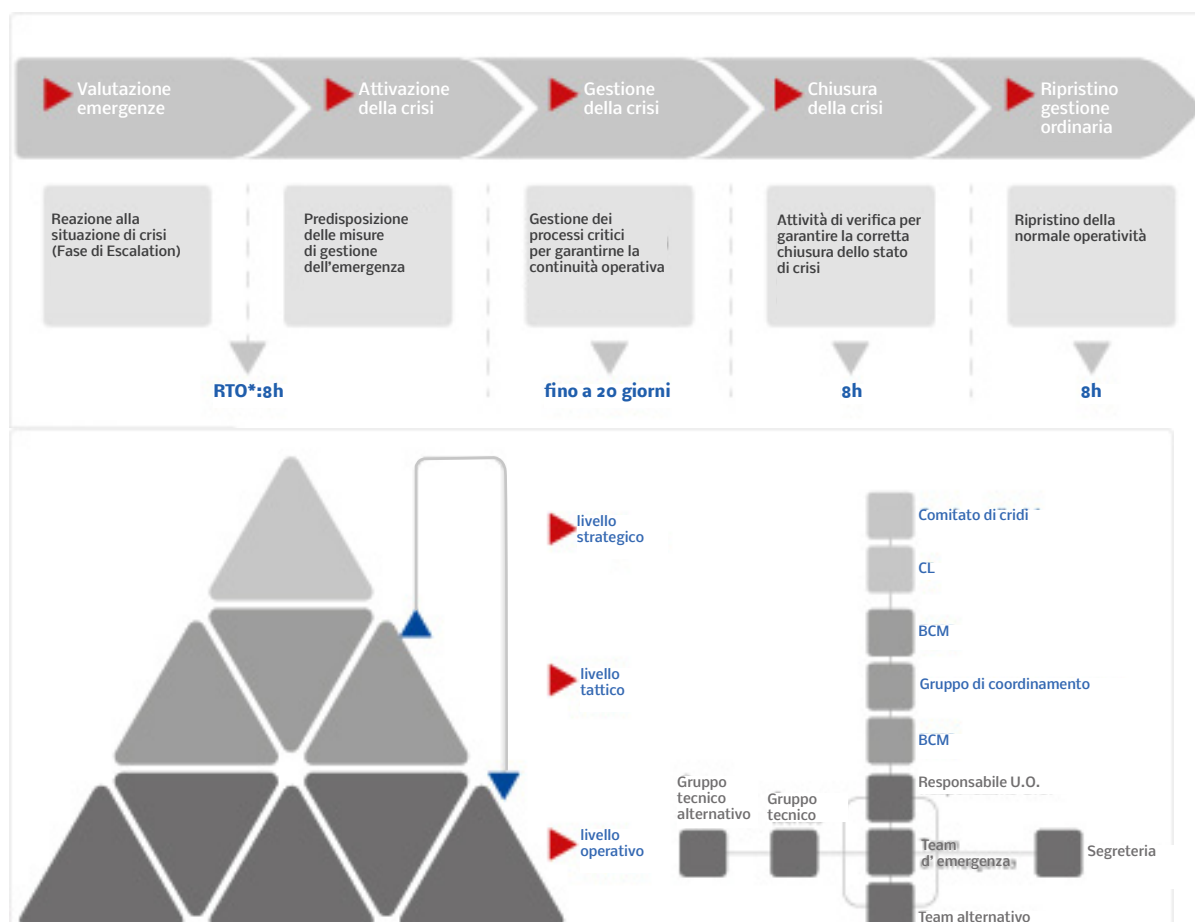 Valutazione
emergenze
Attivazione
della crisi
Gestione
della crisi
Chiusura
della crisi
Ripristino
gestione
ordinaria
Reazione alla
situazione di crisi
(Fase di Escalation)
Predisposizione
delle misure
di gestione
dell'emergenza
Gestione dei
processi critici
per garantirne la
continuità operativa
Attività di verifica per
garantire la corretta
chiusura dello stato
di crisi
Ripristino della
normale operatività
RTO*:8h
fino a 20 giorni
8h
8h
livello
strategico
livello
tattico
livello
operativo
Comitato di cridi
CL
BCM
Gruppo di coordinamento
BCM
Responsabile U.O.
Gruppo
tecnico
alternativo
Gruppo
tecnico
Team
d' emergenza
Segreteria
Team alternativo